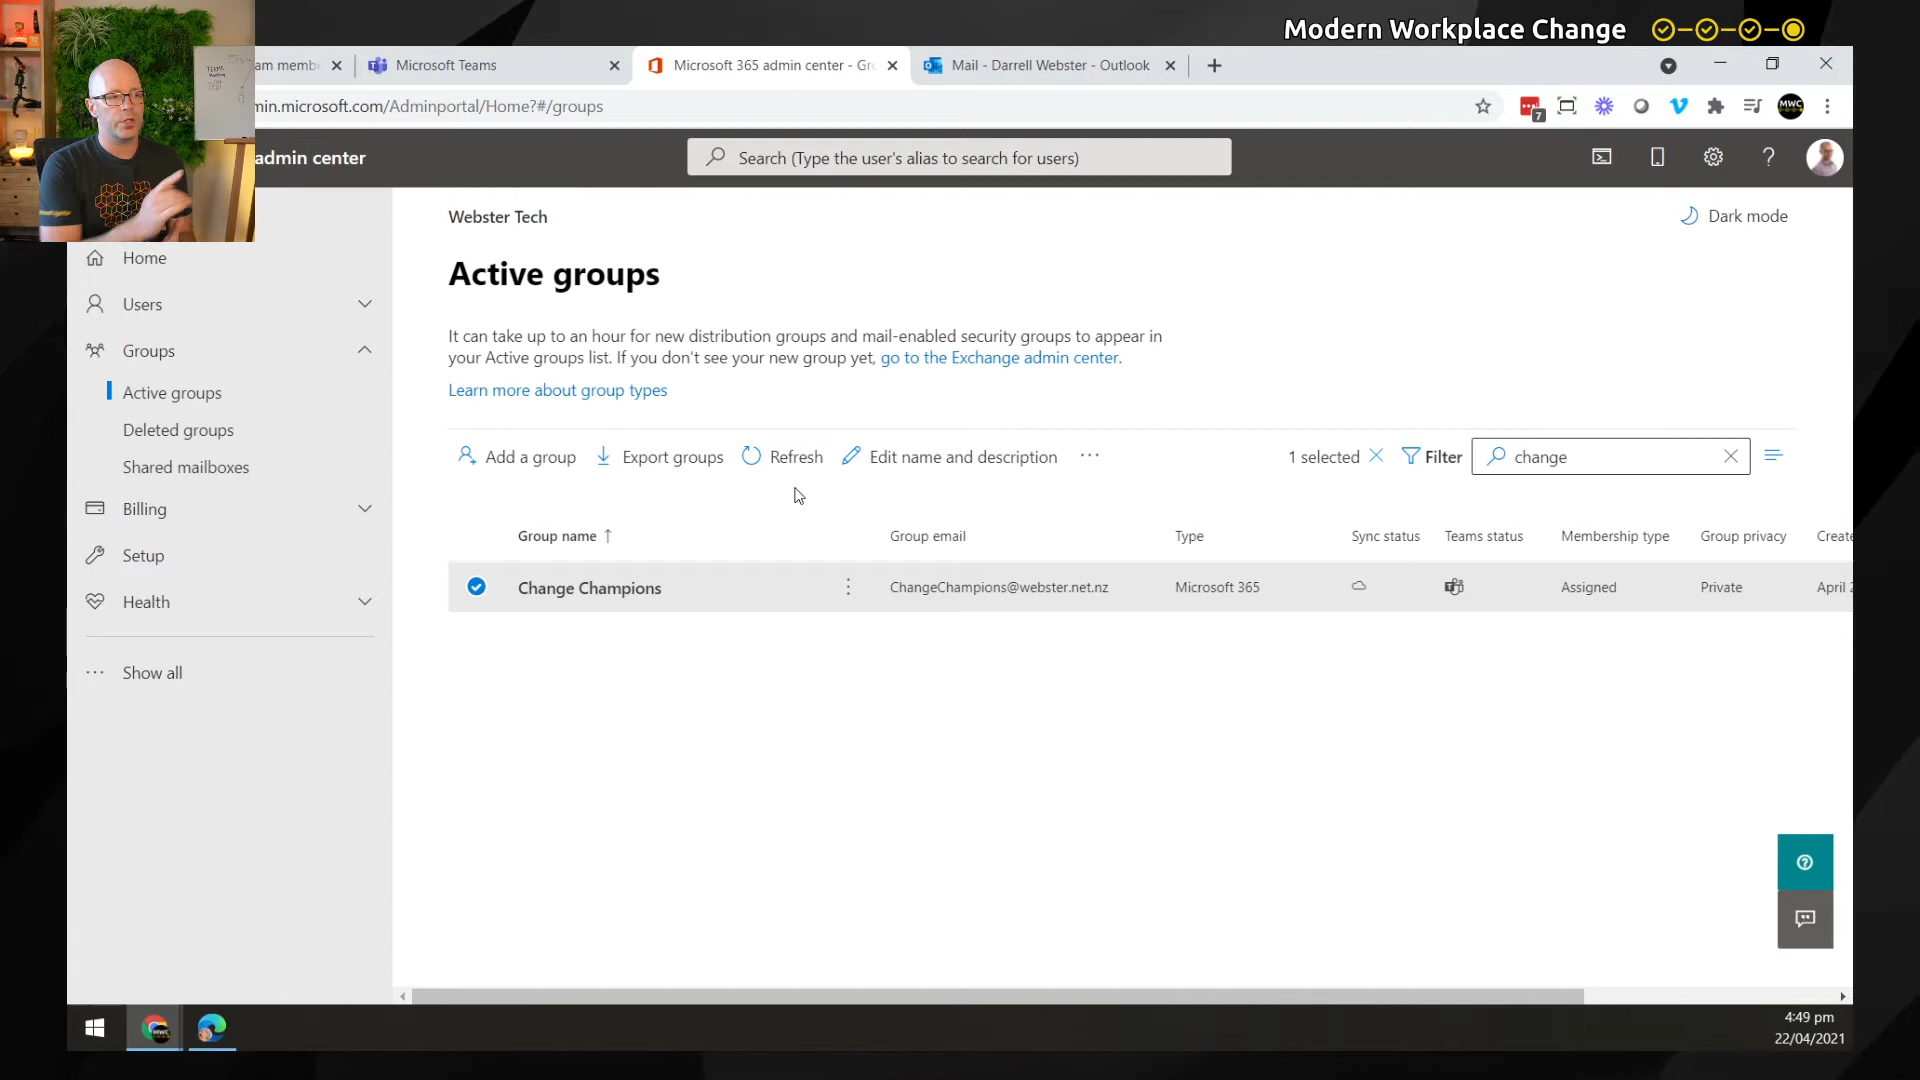 Modern Workplace Change
am memb
Microsoft Teams
Microsoft 365 admin center - Gr
Mail - Darrell Webster - Outlook
min.microsoft.com/Adminportal/Home?#/groups
7
MWC
admin center
Search (Type the user's alias to search for users)
Webster Tech
Dark mode
Home
Users
Groups
Active groups
Deleted groups
Shared mailboxes
Billing
Setup
Health
Show all
Active groups
It can take up to an hour for new distribution groups and mail-enabled security groups to appear in
your Active groups list. If you don't see your new group yet, go to the Exchange admin center.
Learn more about group types
Add a group
Export groups
Refresh
Edit name and description
1 selected
Filter
change
Group name
Group email
Type
Sync status
Teams status
Membership type
Group privacy
Create
Change Champions
ChangeChampions@webster.net.nz
Microsoft 365
Assigned
Private
April 2
4:49 pm
22/04/2021